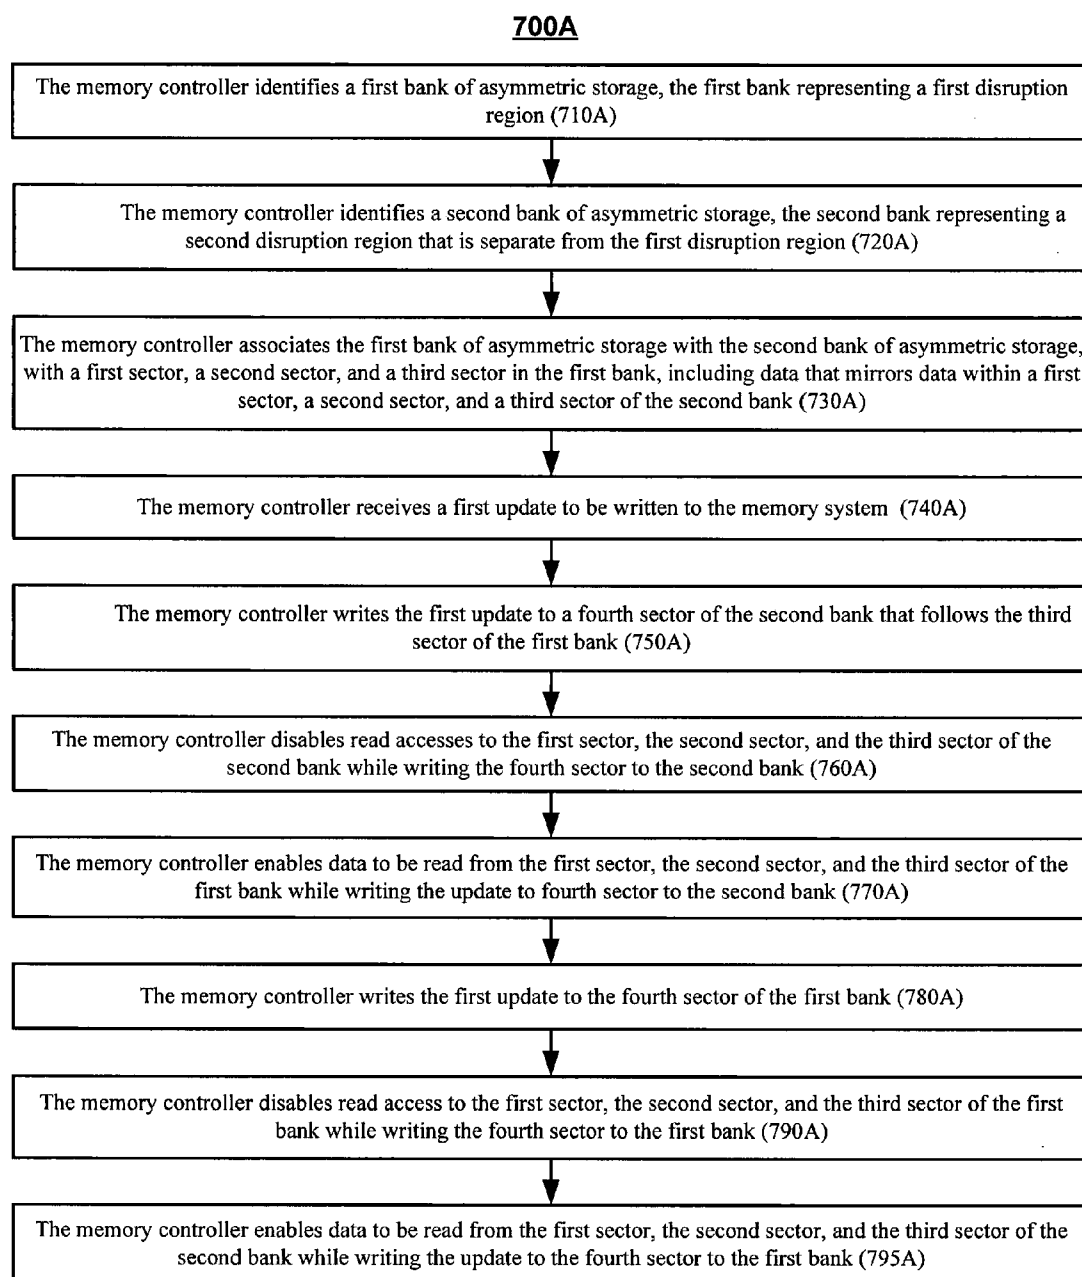 700A
The memory controller identifies a first bank of asymmetric storage, the first bank representing a first disruption
region (710A)
The memory controller identifies a second bank of asymmetric storage, the second bank representing a
second disruption region that is separate from the first disruption region (720A)
The memory controller associates the first bank of asymmetric storage with the second bank of asymmetric storage,
with a first sector, a second sector, and a third sector in the first bank, including data that mirrors data within a first
sector, a second sector, and a third sector of the second bank (730A)
The memory controller receives a first update to be written to the memory system (740A)
The memory controller writes the first update to a fourth sector of the second bank that follows the third
sector of the first bank (750A)
The memory controller disables read accesses to the first sector, the second sector, and the third sector of the
second bank while writing the fourth sector to the second bank (760A)
The memory controller enables data to be read from the first sector, the second sector, and the third sector of the
first bank while writing the update to fourth sector to the second bank (770A)
The memory controller writes the first update to the fourth sector of the first bank (780A)
The memory controller disables read access to the first sector, the second sector, and the third sector of the first
bank while writing the fourth sector to the first bank (790A)
The memory controller enables data to be read from the first sector, the second sector, and the third sector of the
second bank while writing the update to the fourth sector to the first bank (795A)